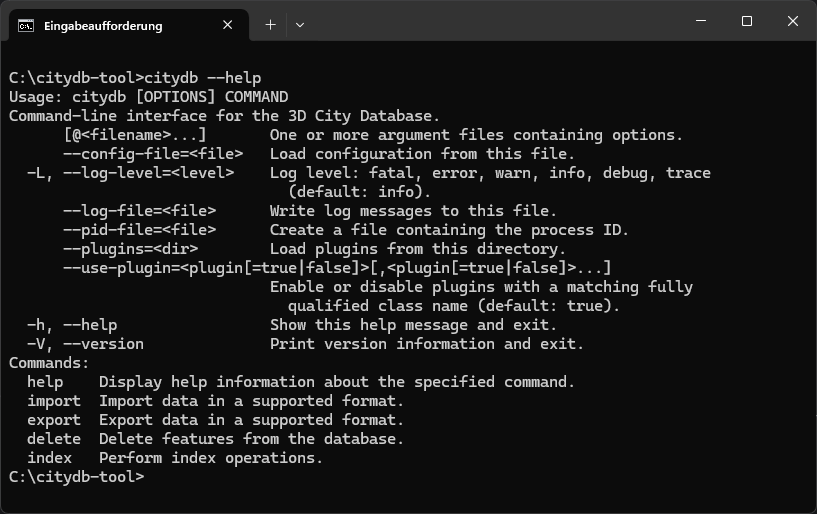 Eingabeaufforderung
C:\citydb-tool>citydb --help
Usage: citydb [OPTIONS] COMMAND
Command-line interface for the 3D City Database.
      [@<filename>...]       One or more argument files containing options.
      --config-file=<file>   Load configuration from this file.
  -L, --log-level=<level>    Log level: fatal, error, warn, info, debug, trace
                               (default: info).
      --log-file=<file>      Write log messages to this file.
      --pid-file=<file>      Create a file containing the process ID.
      --plugins=<dir>        Load plugins from this directory.
      --use-plugin=<plugin[=true|false]>[,<plugin[=true|false]>...]
                             Enable or disable plugins with a matching fully
                               qualified class name (default: true).
  -h, --help                 Show this help message and exit.
  -V, --version              Print version information and exit.
Commands:
  help    Display help information about the specified command.
  import  Import data in a supported format.
  export  Export data in a supported format.
  delete  Delete features from the database.
  index   Perform index operations.
C:\citydb-tool>